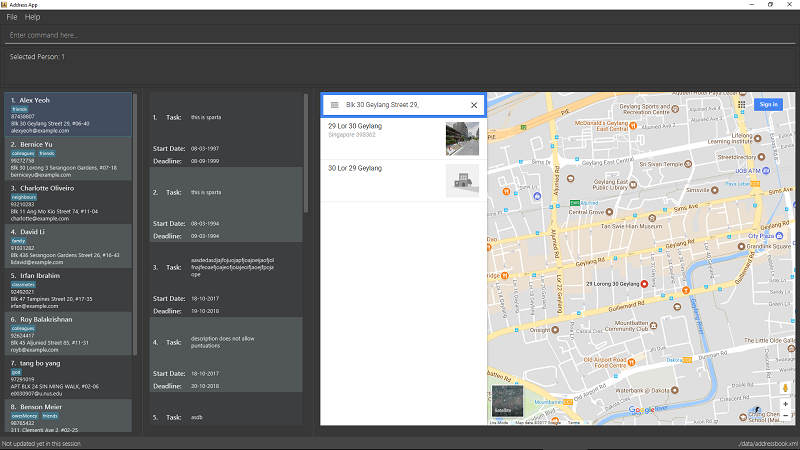 Address App
File Help
Enter command here...
Selected Person: 1
1. Alex Yeoh
friends
87438807
Blk 30 Geylang Street 29, #06-40
alexyeoh@example.com
2. Bernice Yu
colleagues friends
99272758
Blk 30 Lorong 3 Serangoon Gardens, #07-18
berniceyu@example.com
3. Charlotte Oliveiro
neighbours
93210283
Blk 11 Ang Mo Kio Street 74, #11-04
charlotte@example.com
4. David Li
family
91031282
Blk 436 Serangoon Gardens Street 26, #16-43
lidavid@example.com
5. Irfan Ibrahim
classmates
92492021
Blk 47 Tampines Street 20, #17-35
irfan@example.com
6. Roy Balakrishnan
colleagues
92624417
Blk 45 Aljunied Street 85, #11-31
royb@example.com
7. tang bo yang
god
97291019
APT BLK 24 SIN MING WALK, #02-06
e0030907@u.nus.edu
8. Benson Meier
owesMoney friends
98765432
311, Clementi Ave 2, #02-25
1. Task: this is sparta
Start Date: 08-03-1997
Deadline: 08-09-1999
2. Task: this is sparta
Start Date: 08-03-1994
Deadline: 09-03-1994
3. Task:
Start Date: 18-10-2017
Deadline: 19-10-2018
4. Task: description does not allow
puntuations
Start Date: 18-10-2017
Deadline: 20-10-2018
5. Task: asdb
Blk 30 Geylang Street 29,
29 Lor 30 Geylang
Singapore 398362
30 Lor 29 Geylang
Sign in
Geylang Sports and
Recreation Centre
McDonald's Geylang
East Central
Lifelong
Learning Institute
Geylang East Central
Sri Sivan Temple
Streetdirectory
UOB ATM
Geylang East
Public Library
Simsville
Aljunied
Sims Ave
Central Grove
Tan Swie Hian Museum
City Plaza
Grandlink Square
Geylang Rd
Guillemard Rd
Aljunied Rd
Lor 22 Geylang
29 Lorong 30 Geylang
Mountbatten
Community Club
Onsight
Cassia Cres
Geylang River
Old Airport Road
Food Centre
Dakota
The Little Olle
Waterbank @ Dakota
Old Airport Rd
Mountbatten
Satellite
Google
Lite Mode Map data ©2017 Google Terms
Chung Cheng
Not updated yet in this session
./data/addressbook.xml